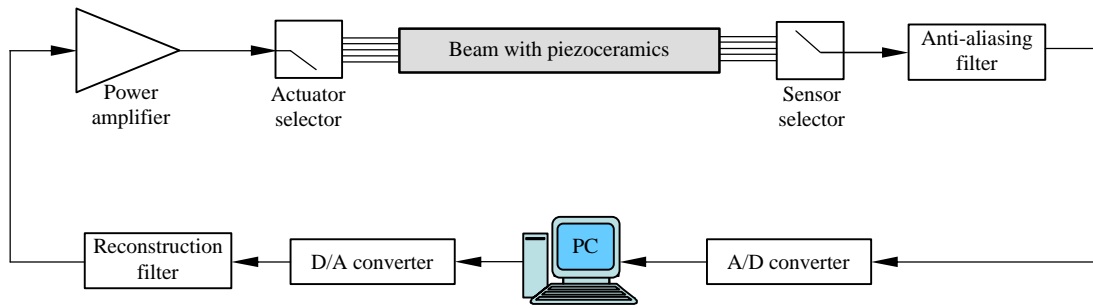 Power
amplifier
Actuator
selector
Beam with piezoceramics
Sensor
selector
Anti-aliasing
filter
Reconstruction
filter
D/A converter
PC
A/D converter